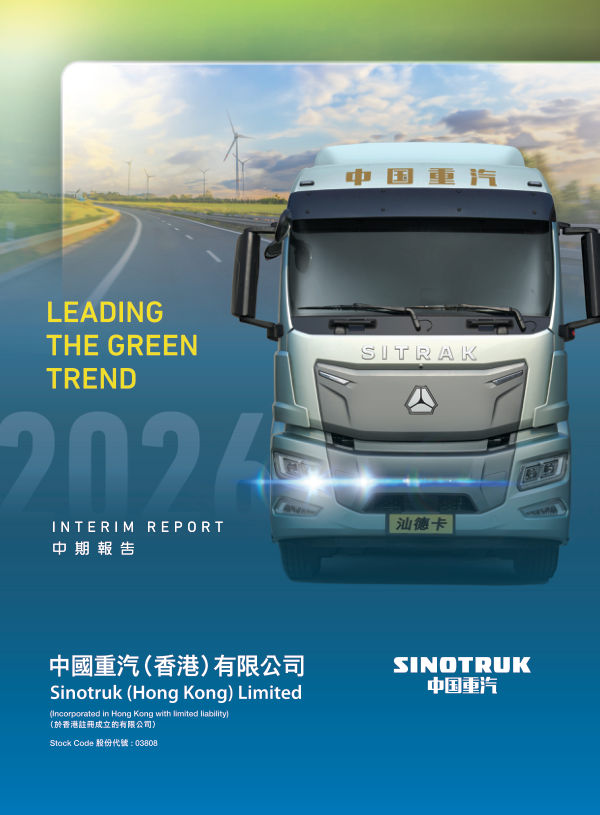 中国重汽
SITRAK
LEADING
THE GREEN
TREND
2026
INTERIM REPORT
中期報告
汕德卡
中國重汽（香港）有限公司
Sinotruk (Hong Kong) Limited
(Incorporated in Hong Kong with limited liability)
（於香港註冊成立的有限公司）
Stock Code 股份代號 : 03808
SINOTRUK
中国重汽